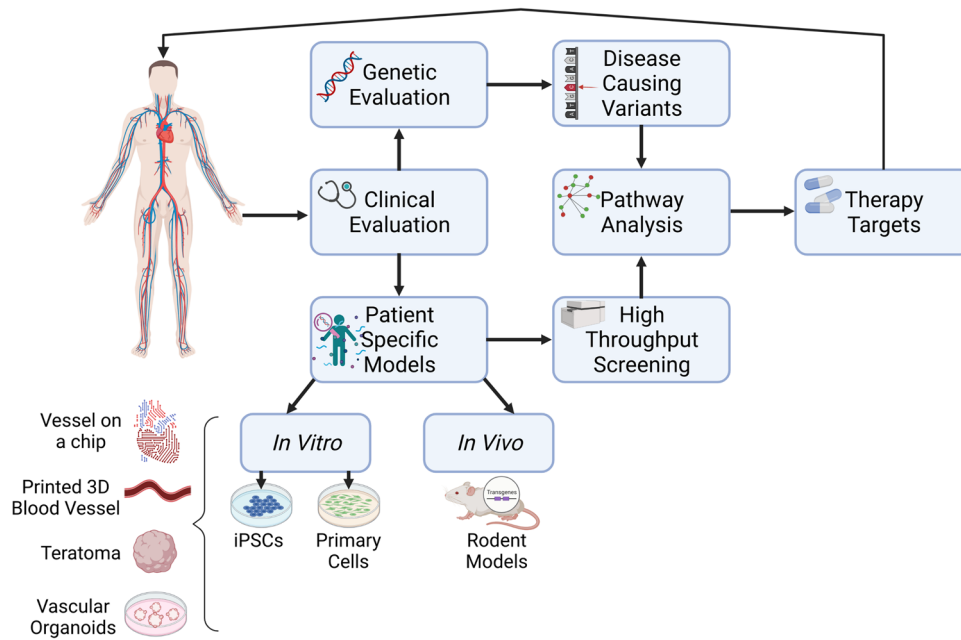 Genetic
Evaluation
Disease
Causing
Variants
Clinical
Evaluation
Pathway
Analysis
Therapy
Targets
Patient
Specific
Models
High
Throughput
Screening
Vessel on
a chip
Printed 3D
Blood Vessel
Teratoma
Vascular
Organoids
In Vitro
In Vivo
iPSCs
Primary
Cells
Transgenes
Rodent
Models